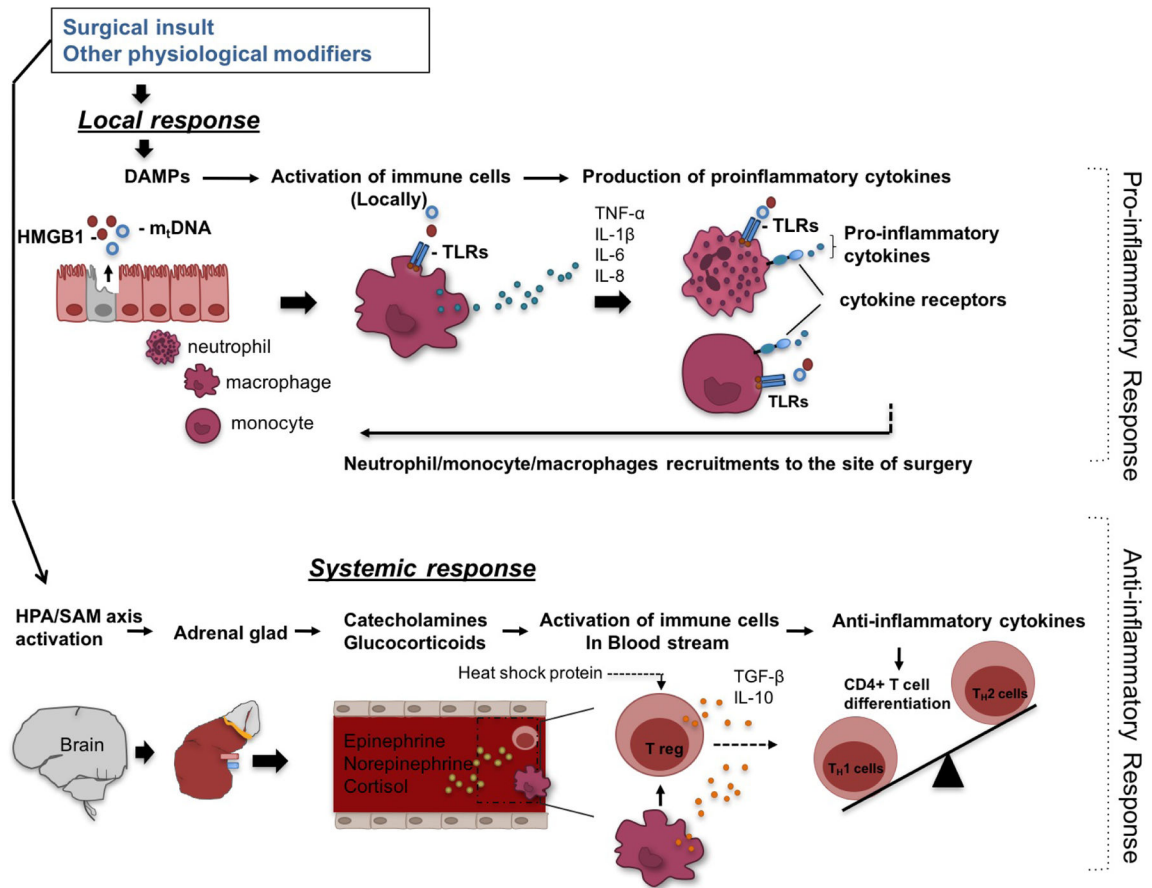 Surgical insult
Other physiological modifiers
Local response
DAMPs
Activation of immune cells
(Locally)
Production of proinflammatory cytokines
HMGB1 -
- mtDNA
- TLRs
TNF-α
IL-1β
IL-6
IL-8
- TLRs
Pro-inflammatory
cytokines
cytokine receptors
neutrophil
macrophage
monocyte
TLRs
Neutrophil/monocyte/macrophages recruitments to the site of surgery
Pro-inflammatory Response
Systemic response
HPA/SAM axis
activation
Adrenal glad
Catecholamines
Glucocorticoids
Activation of immune cells
In Blood stream
Anti-inflammatory cytokines
Heat shock protein
TGF-β
IL-10
CD4+ T cell
differentiation
TH2 cells
Brain
Epinephrine
Norepinephrine
Cortisol
T reg
TH1 cells
Anti-inflammatory Response